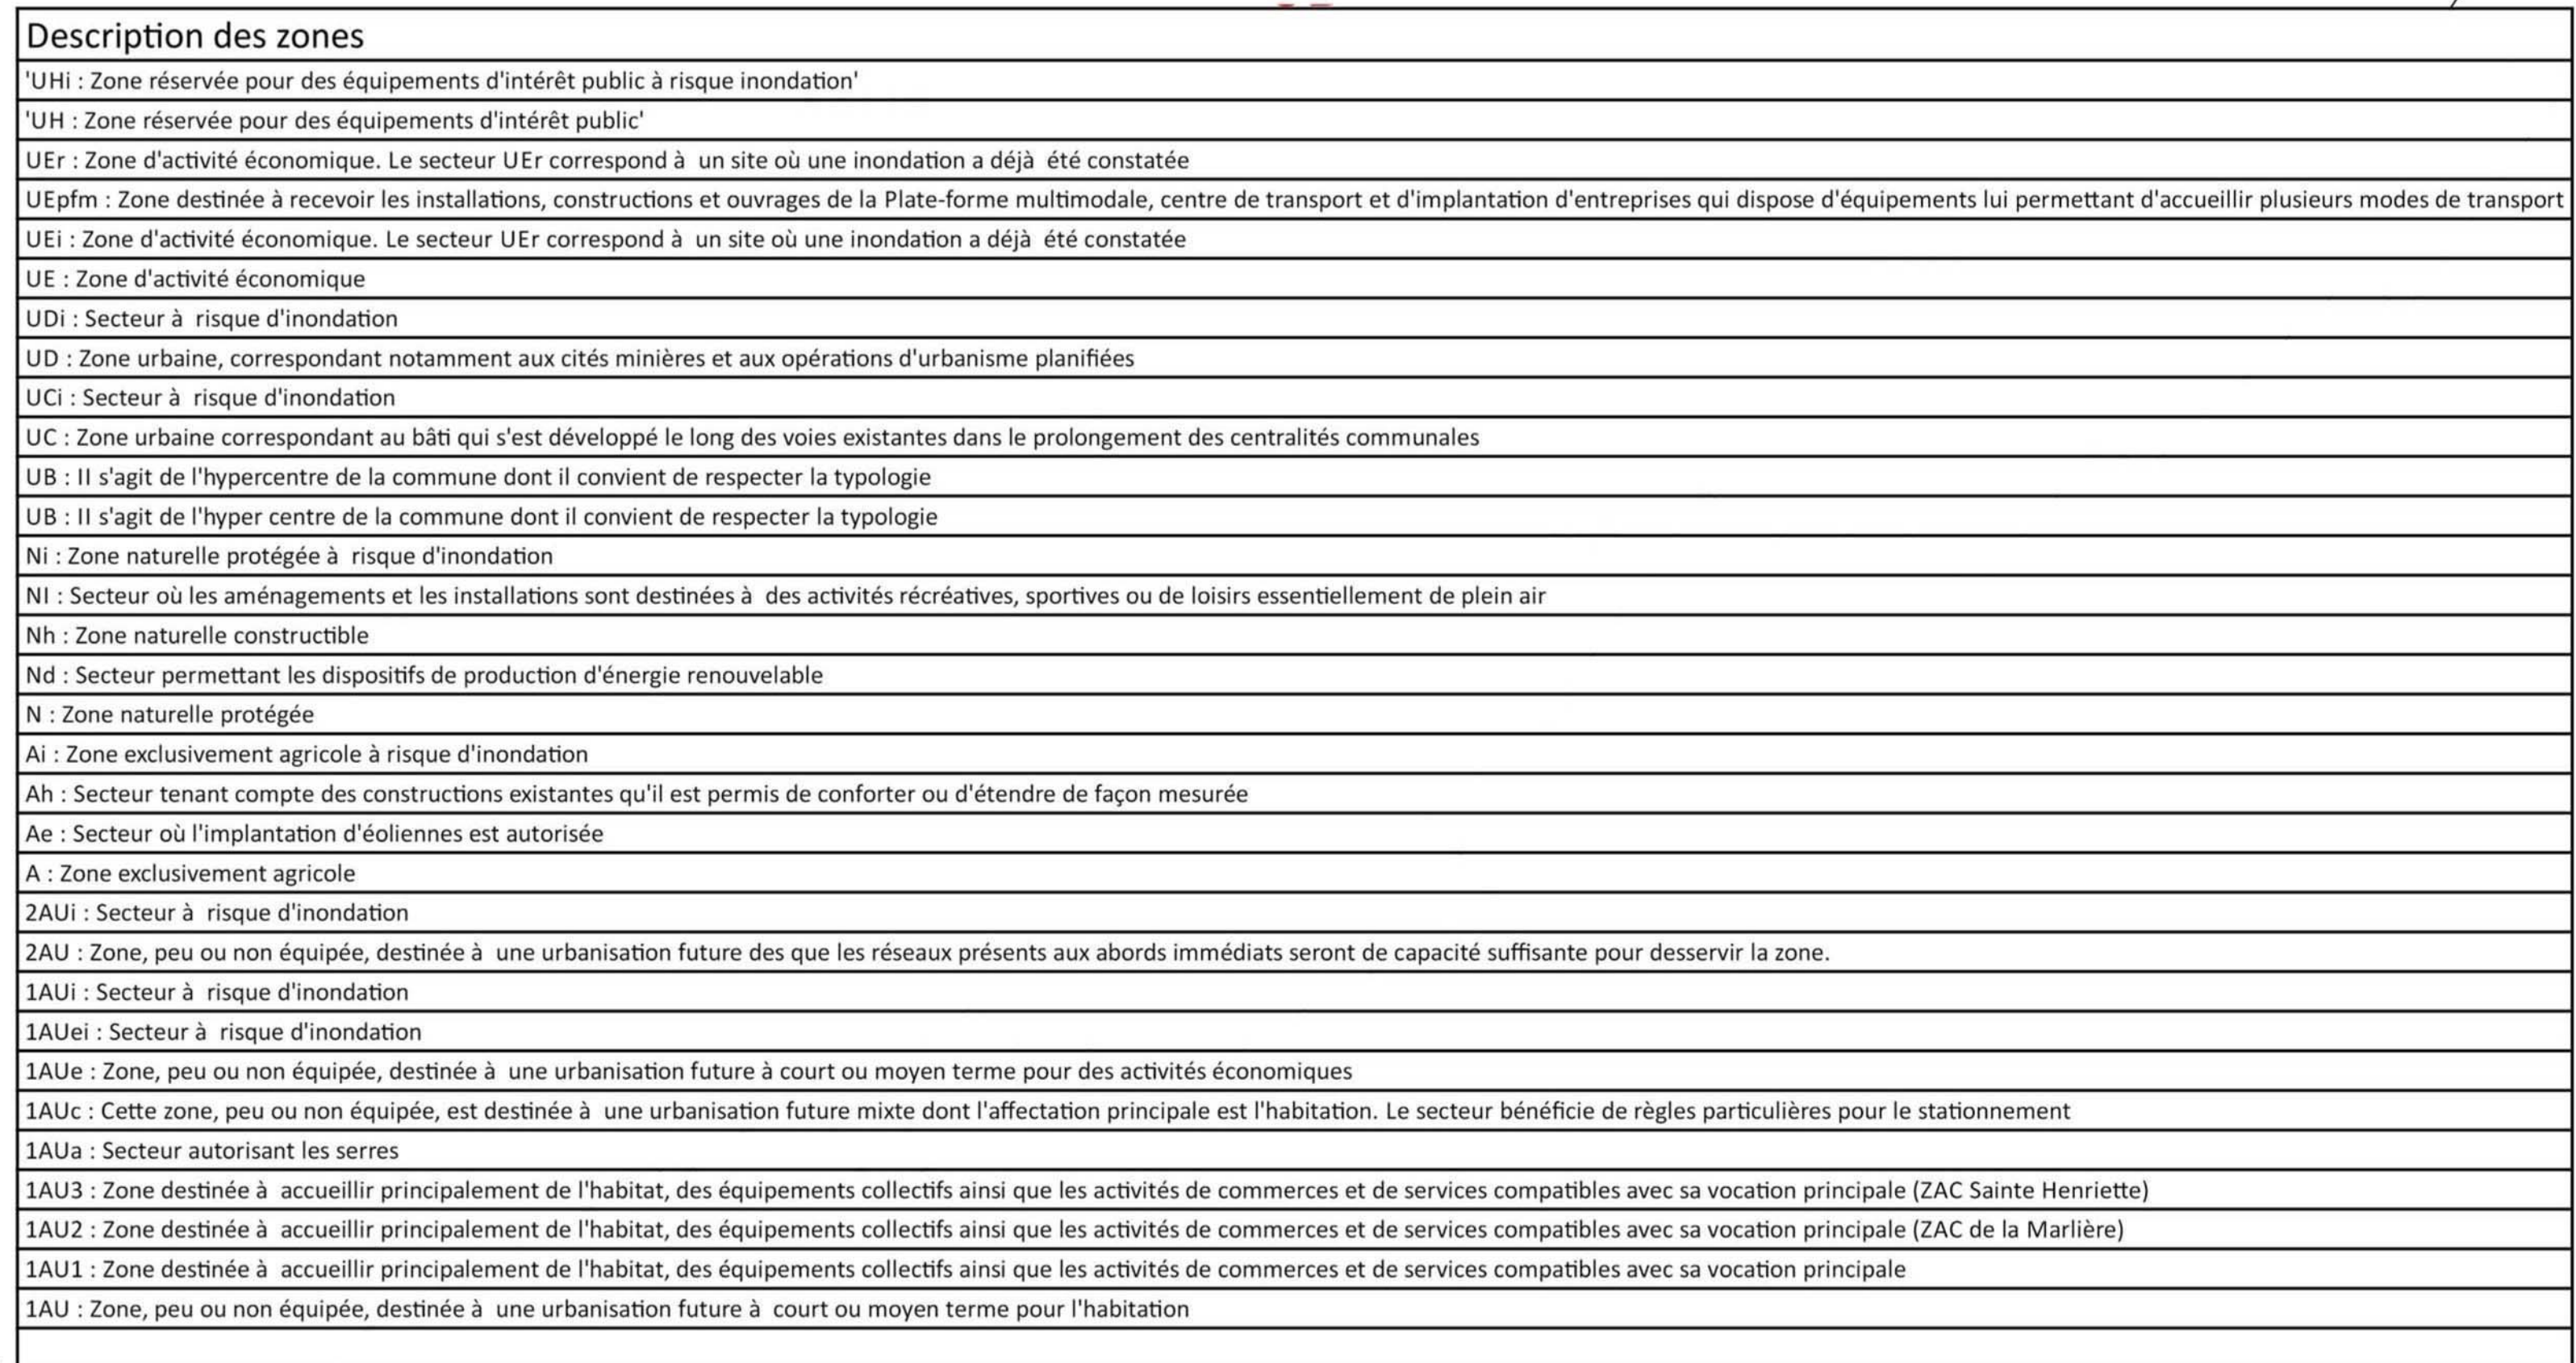 Description des zones
'UHi : Zone réservée pour des équipements d'intérêt public à risque inondation'
'UH : Zone réservée pour des équipements d'intérêt public'
UEr : Zone d'activité économique. Le secteur UEr correspond à  un site où une inondation a déjà  été constatée
UEpfm : Zone destinée à recevoir les installations, constructions et ouvrages de la Plate-forme multimodale, centre de transport et d'implantation d'entreprises qui dispose d'équipements lui permettant d'accueillir plusieurs modes de transport
UEi : Zone d'activité économique. Le secteur UEr correspond à  un site où une inondation a déjà  été constatée
UE : Zone d'activité économique
UDi : Secteur à  risque d'inondation
UD : Zone urbaine, correspondant notamment aux cités minières et aux opérations d'urbanisme planifiées
UCi : Secteur à  risque d'inondation
UC : Zone urbaine correspondant au bâti qui s'est développé le long des voies existantes dans le prolongement des centralités communales
UB : II s'agit de l'hypercentre de la commune dont il convient de respecter la typologie
UB : II s'agit de l'hyper centre de la commune dont il convient de respecter la typologie
Ni : Zone naturelle protégée à  risque d'inondation
NI : Secteur où les aménagements et les installations sont destinées à  des activités récréatives, sportives ou de loisirs essentiellement de plein air
Nh : Zone naturelle constructible
Nd : Secteur permettant les dispositifs de production d'énergie renouvelable
N : Zone naturelle protégée
Ai : Zone exclusivement agricole à risque d'inondation
Ah : Secteur tenant compte des constructions existantes qu'il est permis de conforter ou d'étendre de façon mesurée
Ae : Secteur où l'implantation d'éoliennes est autorisée
A : Zone exclusivement agricole
2AUi : Secteur à  risque d'inondation
2AU : Zone, peu ou non équipée, destinée à  une urbanisation future des que les réseaux présents aux abords immédiats seront de capacité suffisante pour desservir la zone.
1AUi : Secteur à  risque d'inondation
1AUei : Secteur à  risque d'inondation
1AUe : Zone, peu ou non équipée, destinée à  une urbanisation future à court ou moyen terme pour des activités économiques
1AUc : Cette zone, peu ou non équipée, est destinée à  une urbanisation future mixte dont l'affectation principale est l'habitation. Le secteur bénéficie de règles particulières pour le stationnement
1AUa : Secteur autorisant les serres
1AU3 : Zone destinée à  accueillir principalement de l'habitat, des équipements collectifs ainsi que les activités de commerces et de services compatibles avec sa vocation principale (ZAC Sainte Henriette)
1AU2 : Zone destinée à  accueillir principalement de l'habitat, des équipements collectifs ainsi que les activités de commerces et de services compatibles avec sa vocation principale (ZAC de la Marlière)
1AU1 : Zone destinée à  accueillir principalement de l'habitat, des équipements collectifs ainsi que les activités de commerces et de services compatibles avec sa vocation principale
1AU : Zone, peu ou non équipée, destinée à  une urbanisation future à  court ou moyen terme pour l'habitation